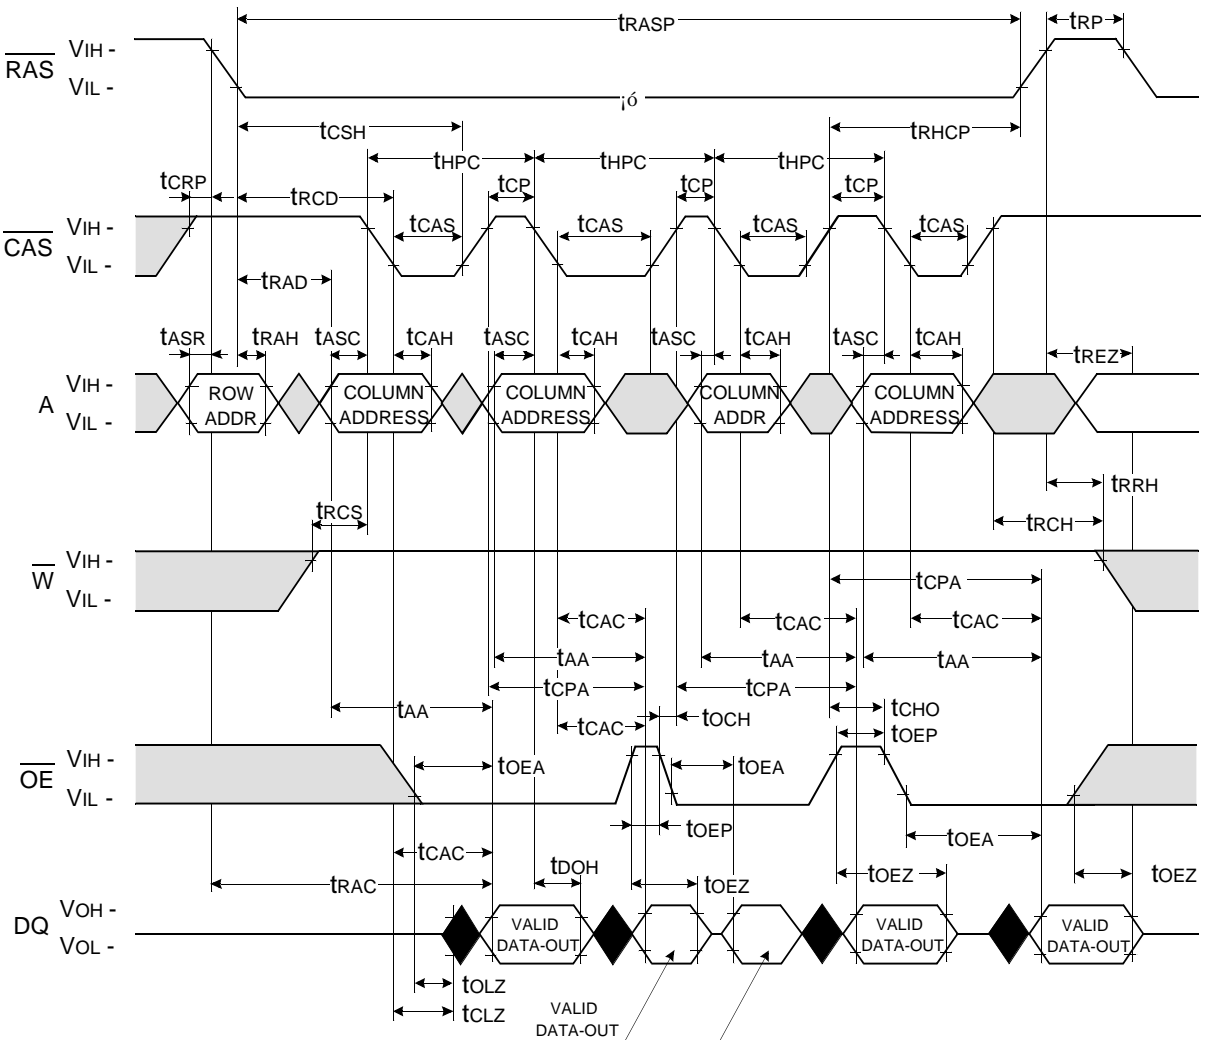 tRASP
tRP
RAS
VIH -
VIL -
¡ó
tCSH
tRHCP
tHPC
tHPC
tHPC
tCRP
tRCD
tCP
tCP
tCP
CAS
VIH -
VIL -
tCAS
tCAS
tCAS
tCAS
tRAD
tASR
tRAH
tASC
tCAH
tASC
tCAH
tASC
tCAH
tASC
tCAH
tREZ
A
VIH -
VIL -
ROW
ADDR
COLUMN
ADDRESS
COLUMN
ADDRESS
COLUMN
ADDR
COLUMN
ADDRESS
tRRH
tRCS
tRCH
W
VIH -
VIL -
tCPA
tCAC
tCAC
tCAC
tAA
tAA
tAA
tCPA
tCPA
tAA
tCAC
tOCH
tCHO
tOEP
OE
VIH -
VIL -
tOEA
tOEA
tOEP
tOEA
tCAC
tDOH
tRAC
tOEZ
tOEZ
tOEZ
DQ
VOH -
VOL -
VALID
DATA-OUT
VALID
DATA-OUT
VALID
DATA-OUT
tOLZ
tCLZ
VALID
DATA-OUT